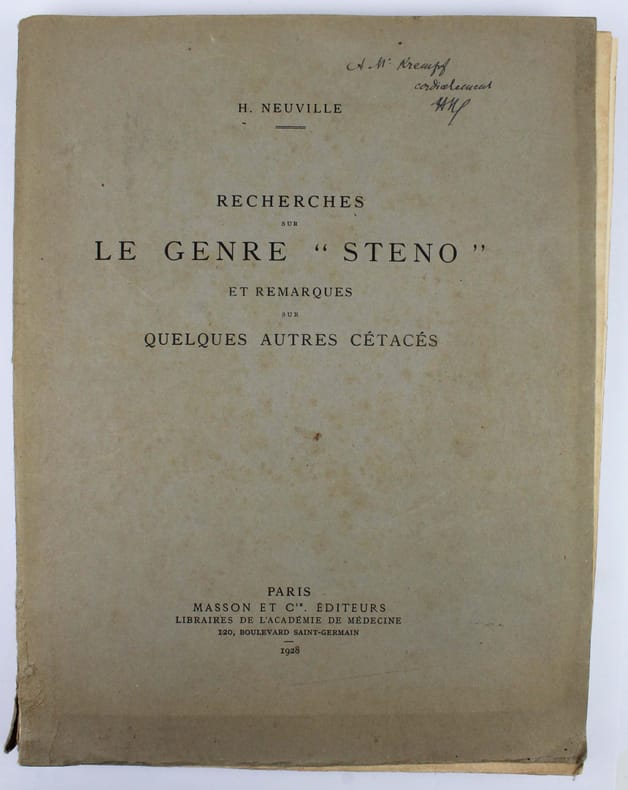 A Mr Krempf
cordialement
H. NEUVILLE
RECHERCHES
SUR
LE GENRE “ STENO ”
ET REMARQUES
SUR
QUELQUES AUTRES CÉTACÉS
PARIS
MASSON ET Cie. ÉDITEURS
LIBRAIRES DE L'ACADÉMIE DE MÉDECINE
120, BOULEVARD SAINT-GERMAIN
1928